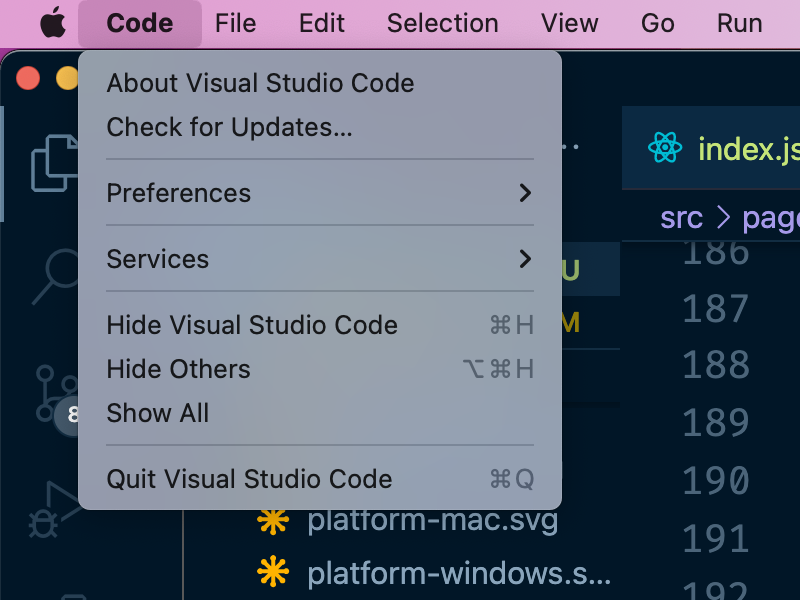 Code File Edit Selection View Go Run
About Visual Studio Code
Check for Updates...
Preferences
Services
Hide Visual Studio Code ⌘H
Hide Others ⌥⌘H
Show All
Quit Visual Studio Code ⌘Q
index.js
src > page
U
M
8
platform-mac.svg
platform-windows.s...
186
187
188
189
190
191
192